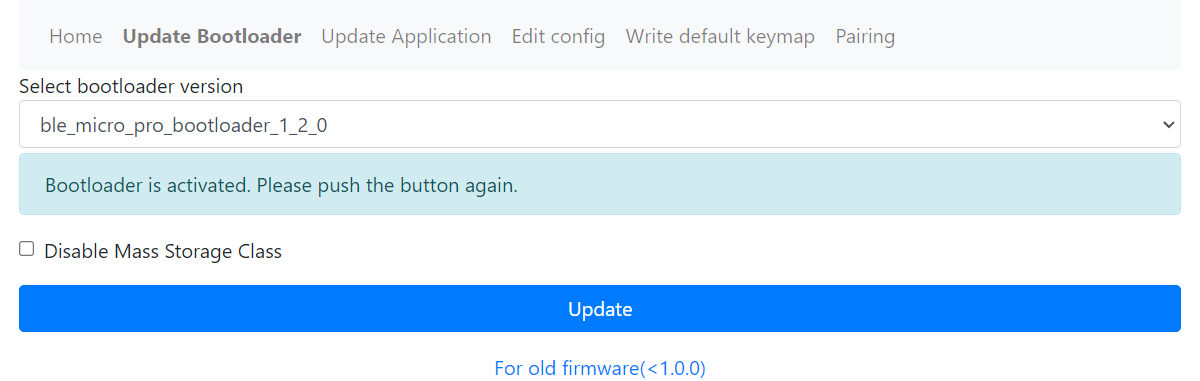 Home Update Bootloader Update Application Edit config Write default keymap Pairing
Select bootloader version
ble_micro_pro_bootloader_1_2_0
Bootloader is activated. Please push the button again.
Disable Mass Storage Class
Update
For old firmware(<1.0.0)